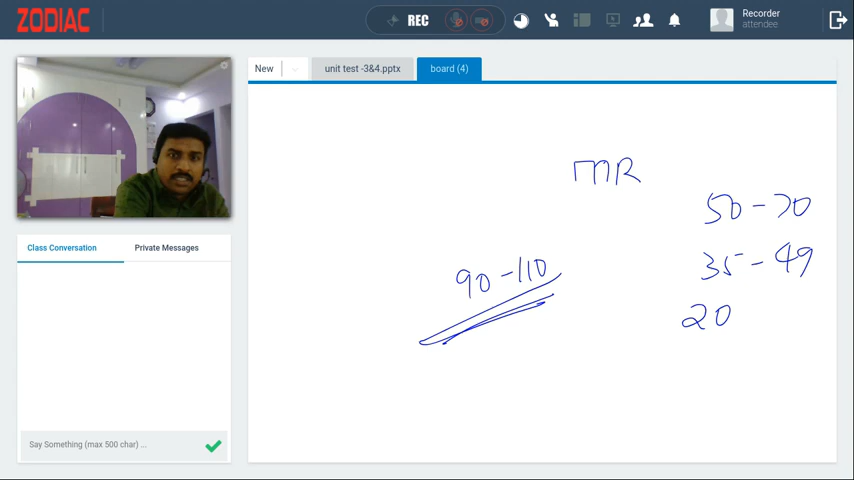 ZODIAC
REC
Recorder
attendee
New
unit test -3&4.pptx
board (4)
MR
50-70
35-49
90-110
20
Class Conversation
Private Messages
Say Something (max 500 char) ...